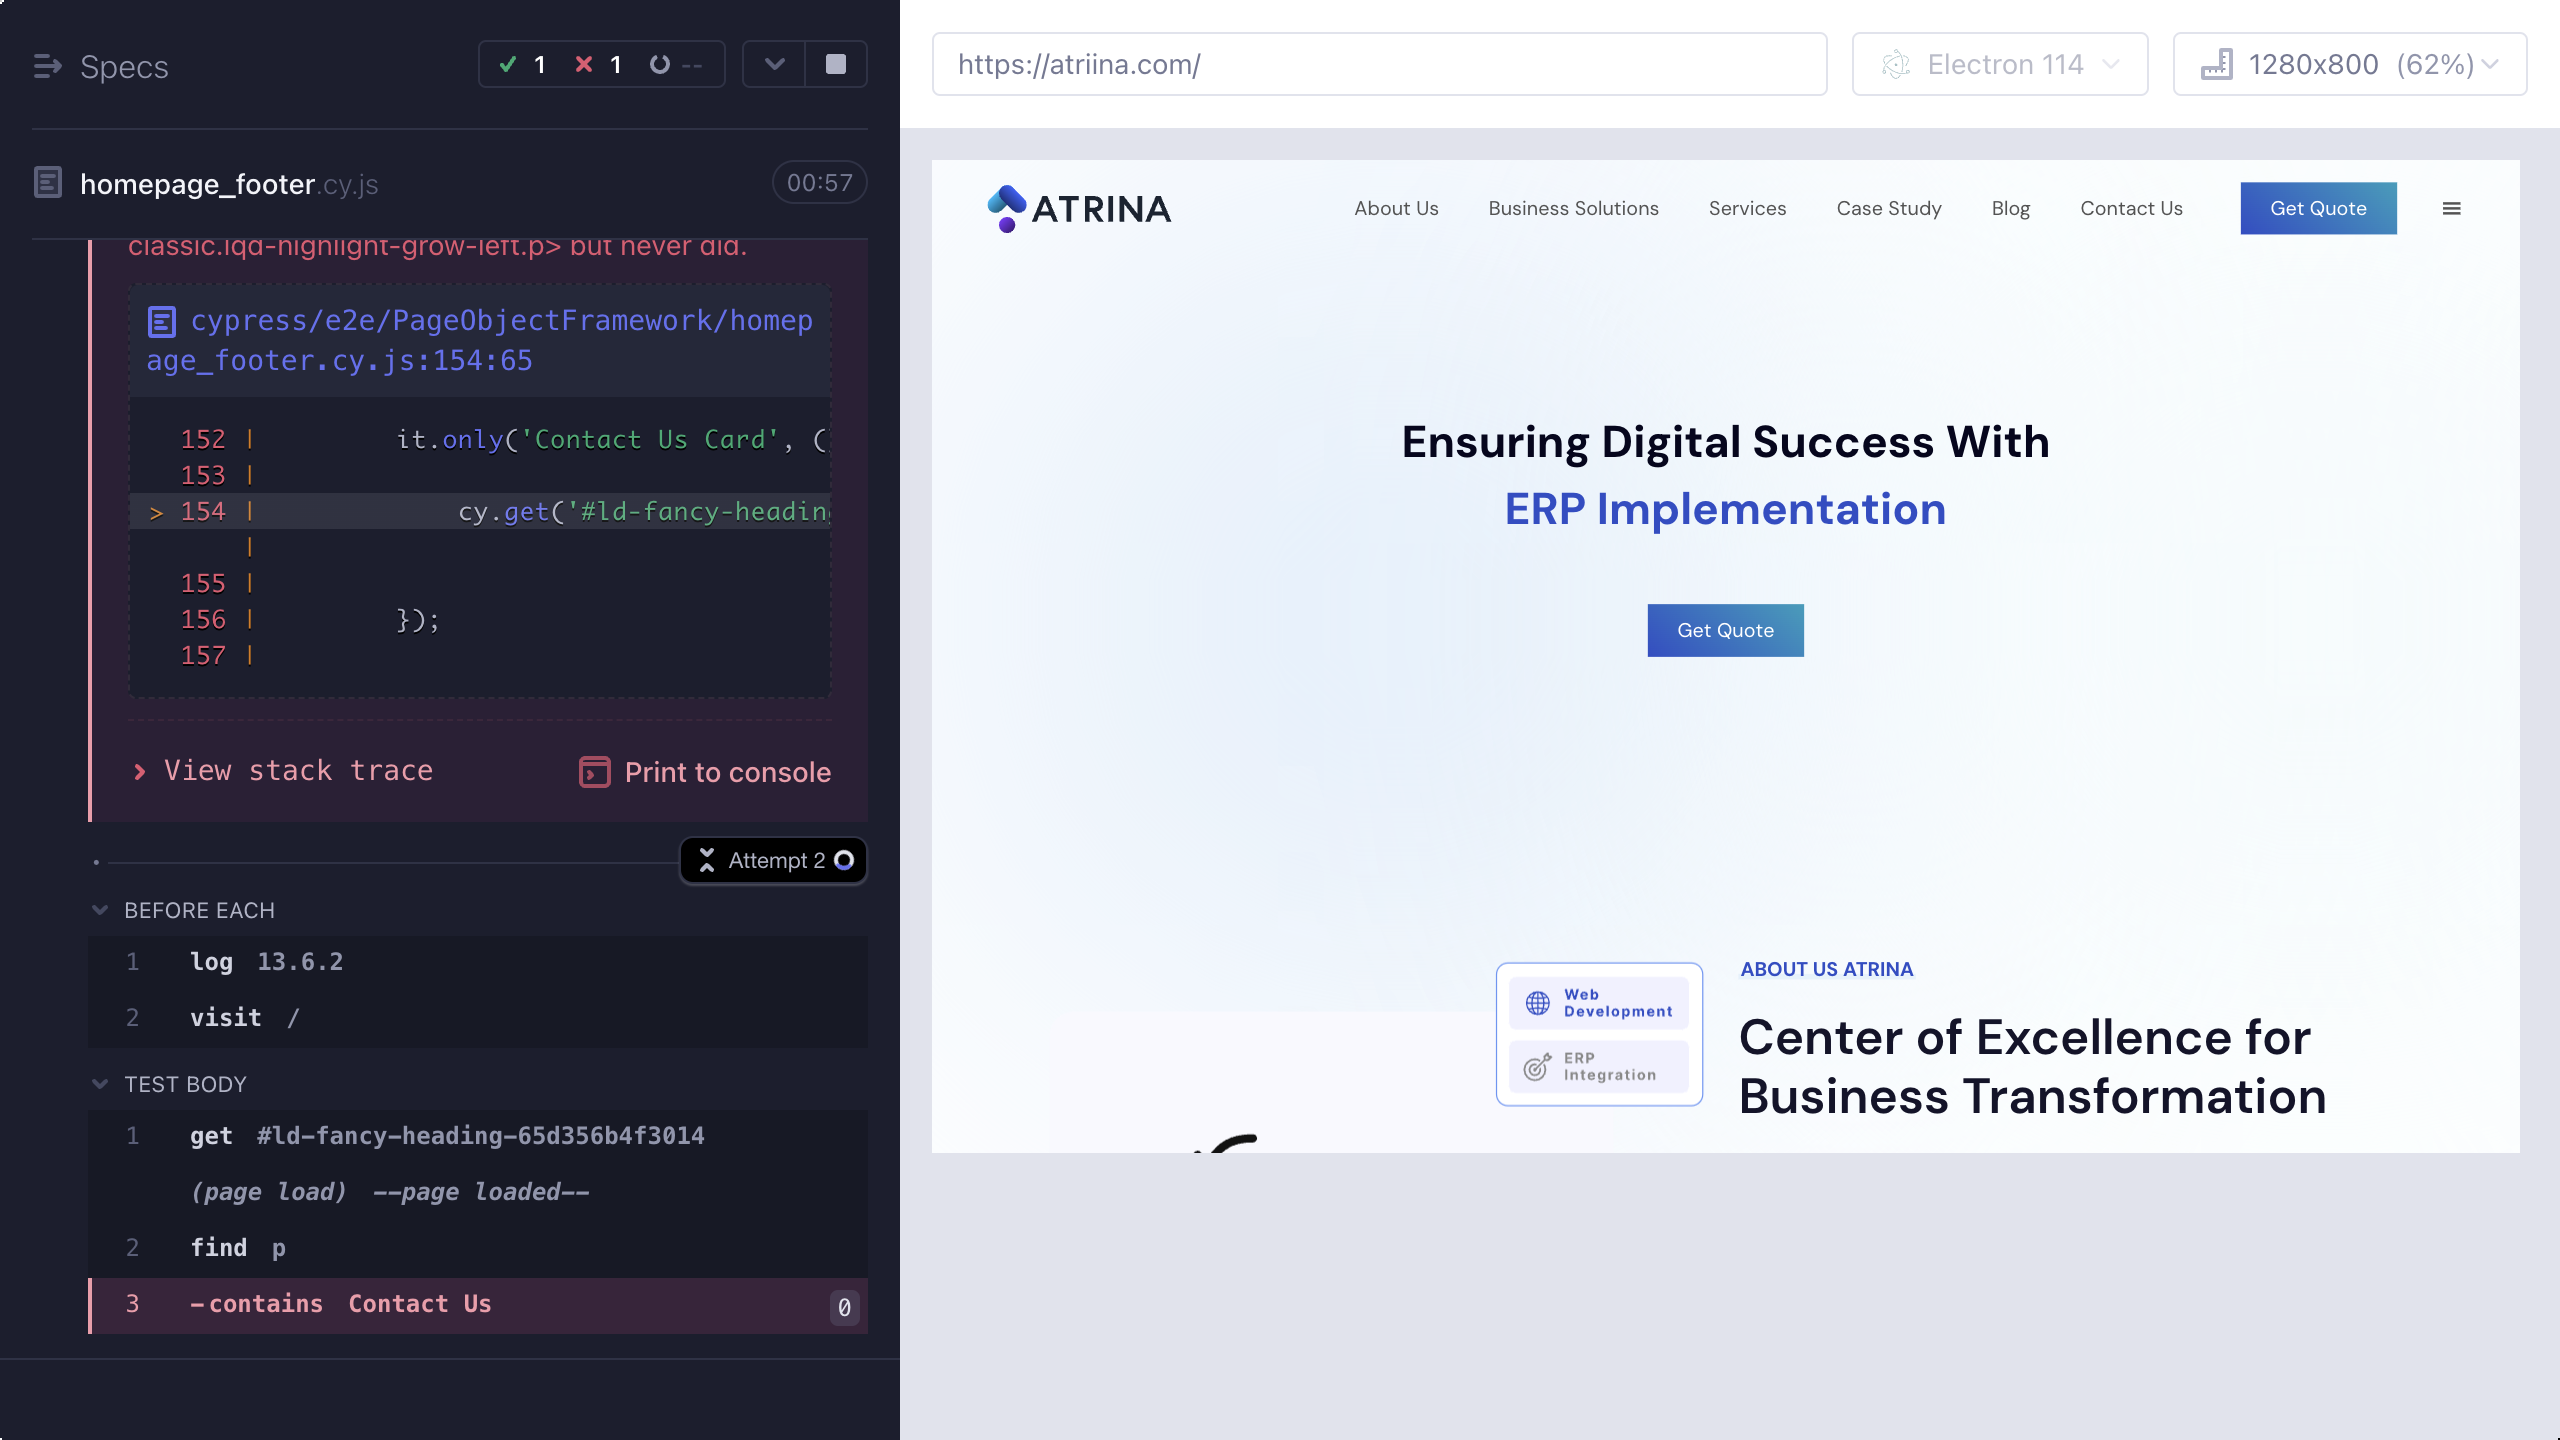 Specs
1 1 --
homepage_footer.cy.js 00:57
classic.lqd-highlight-grow-left.p> but never did.
cypress/e2e/PageObjectFramework/homep
age_footer.cy.js:154:65
152 | it.only('Contact Us Card', (
153 |
> 154 | cy.get('#ld-fancy-heading
|
155 |
156 | });
157 |
View stack trace Print to console
Attempt 2
BEFORE EACH
1 log 13.6.2
2 visit /
TEST BODY
1 get #ld-fancy-heading-65d356b4f3014
(page load) --page loaded--
2 find p
3 -contains Contact Us 0
https://atriina.com/ Electron 114 1280x800 (62%)
ATRINA About Us Business Solutions Services Case Study Blog Contact Us Get Quote
Ensuring Digital Success With
ERP Implementation
Get Quote
Web
Development
ERP
Integration
ABOUT US ATRINA
Center of Excellence for
Business Transformation